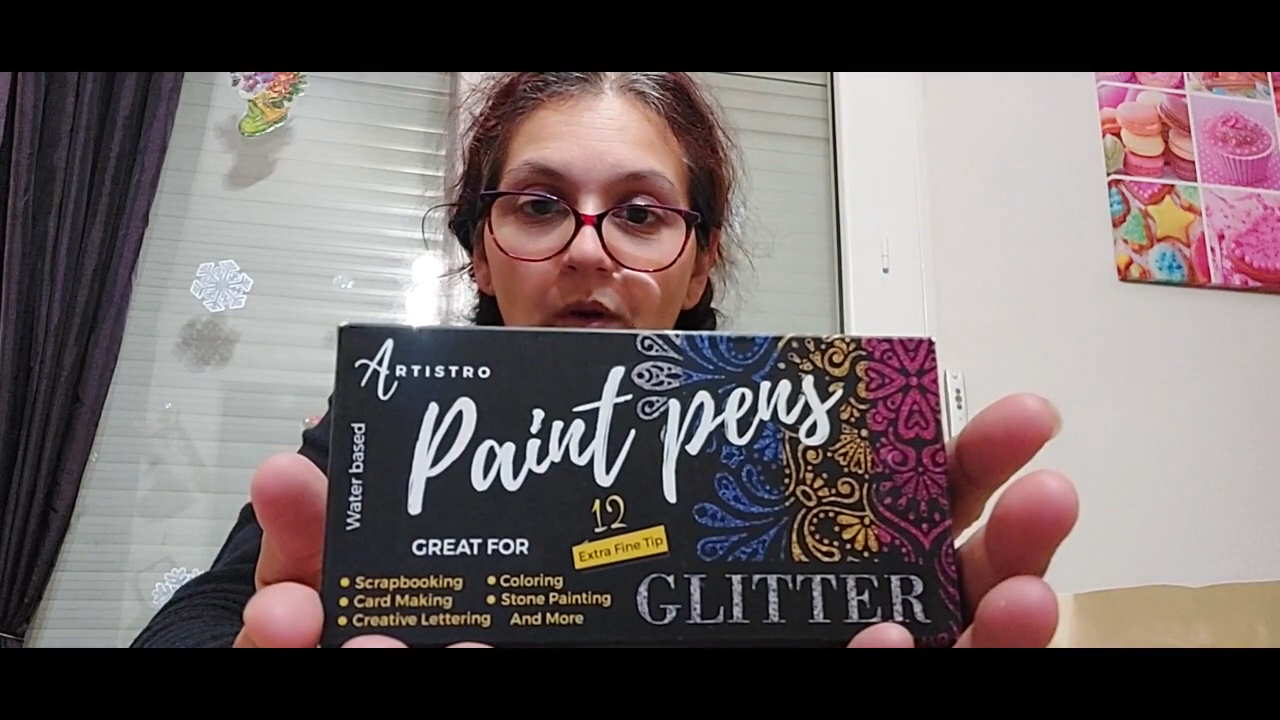 ARTISTRO
Paint pens
Water based
12
Extra Fine Tip
GREAT FOR
• Scrapbooking
• Card Making
• Creative Lettering
• Coloring
• Stone Painting
And More
GLITTER